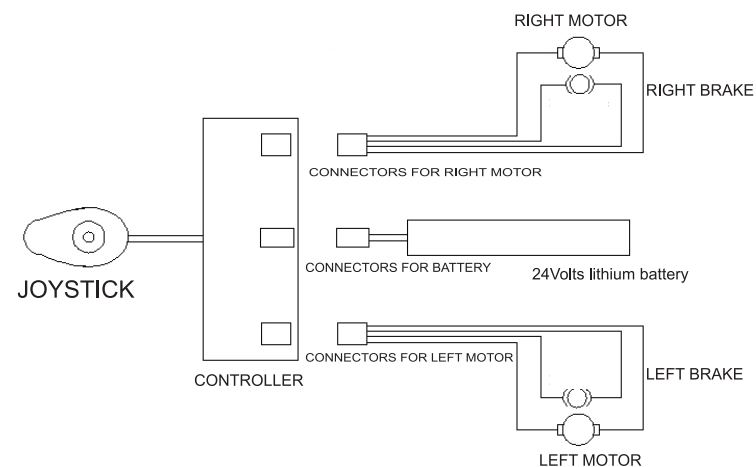 RIGHT MOTOR
RIGHT BRAKE
CONNECTORS FOR RIGHT MOTOR
CONNECTORS FOR BATTERY
24Volts lithium battery
JOYSTICK
CONNECTORS FOR LEFT MOTOR
CONTROLLER
LEFT BRAKE
LEFT MOTOR